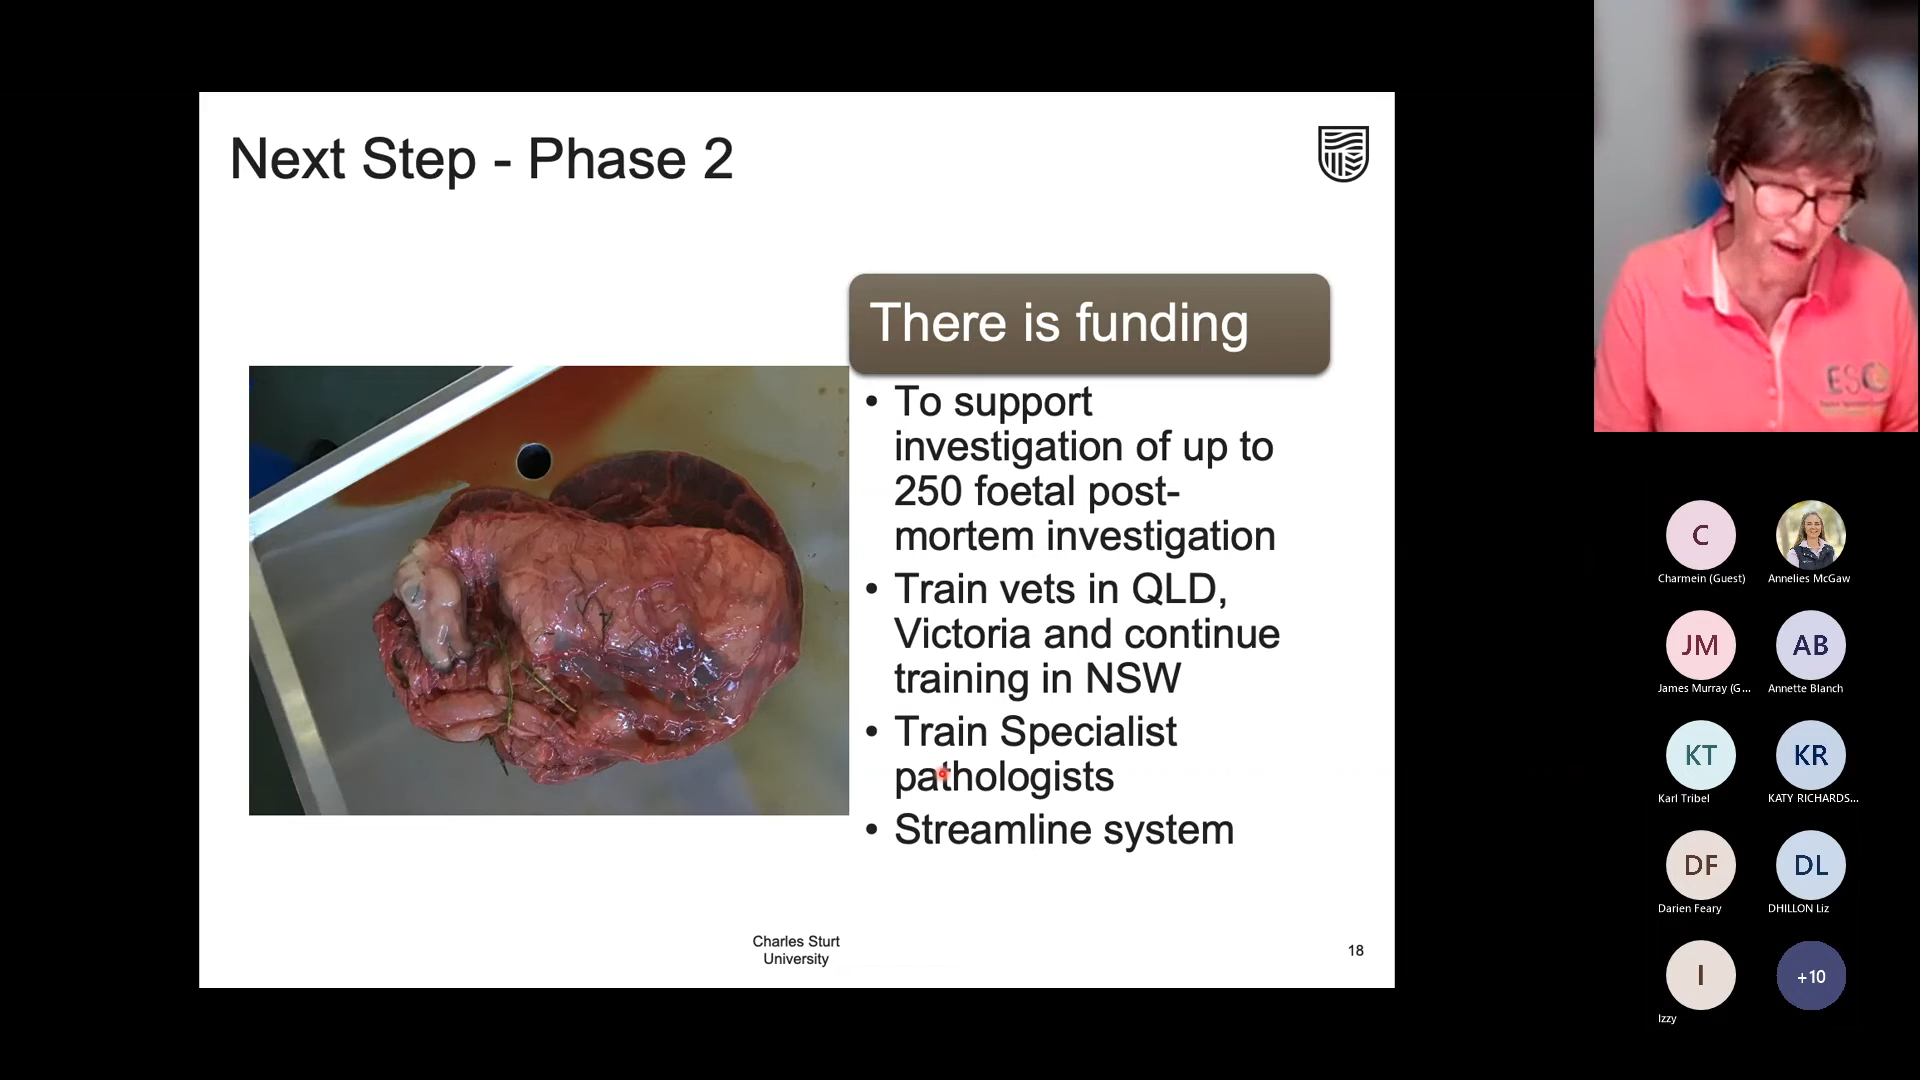 Next Step - Phase 2
There is funding
• To support
investigation of up to
250 foetal post-
mortem investigation
• Train vets in QLD,
Victoria and continue
training in NSW
• Train Specialist
pathologists
• Streamline system
Charles Sturt
University
18
C
Charmein (Guest)
Annelies McGaw
JM
James Murray (G...
AB
Annette Blanch
KT
Karl Tribel
KR
KATY RICHARDS...
DF
Darien Feary
DL
DHILLON Liz
I
Izzy
+10